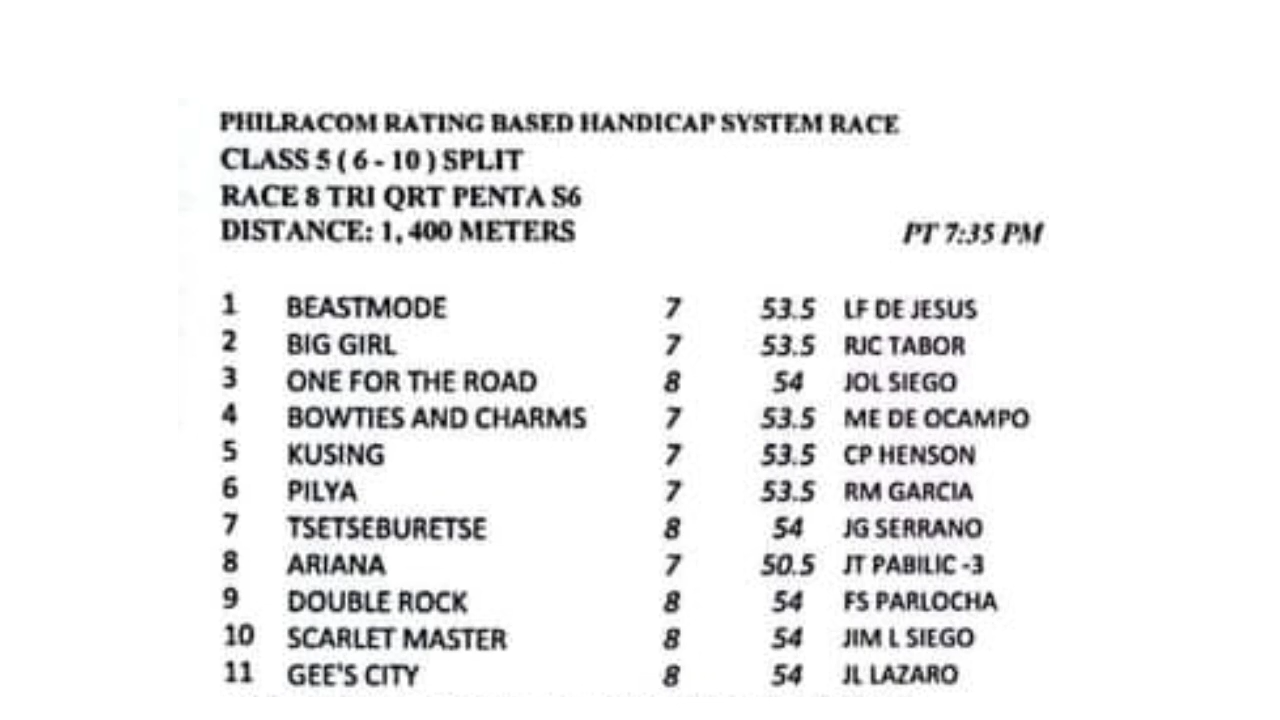 PHILRACOM RATING BASED HANDICAP SYSTEM RACE
CLASS 5 ( 6 - 10 ) SPLIT
RACE 8 TRI QRT PENTA S6
DISTANCE: 1, 400 METERS PT 7:35 PM
1 BEASTMODE 7 53.5 LF DE JESUS
2 BIG GIRL 7 53.5 RJC TABOR
3 ONE FOR THE ROAD 8 54 JOL SIEGO
4 BOWTIES AND CHARMS 7 53.5 ME DE OCAMPO
5 KUSING 7 53.5 CP HENSON
6 PILYA 7 53.5 RM GARCIA
7 TSETSEBURETSE 8 54 JG SERRANO
8 ARIANA 7 50.5 JT PABILIC -3
9 DOUBLE ROCK 8 54 FS PARLOCHA
10 SCARLET MASTER 8 54 JIM L SIEGO
11 GEE'S CITY 8 54 JL LAZARO